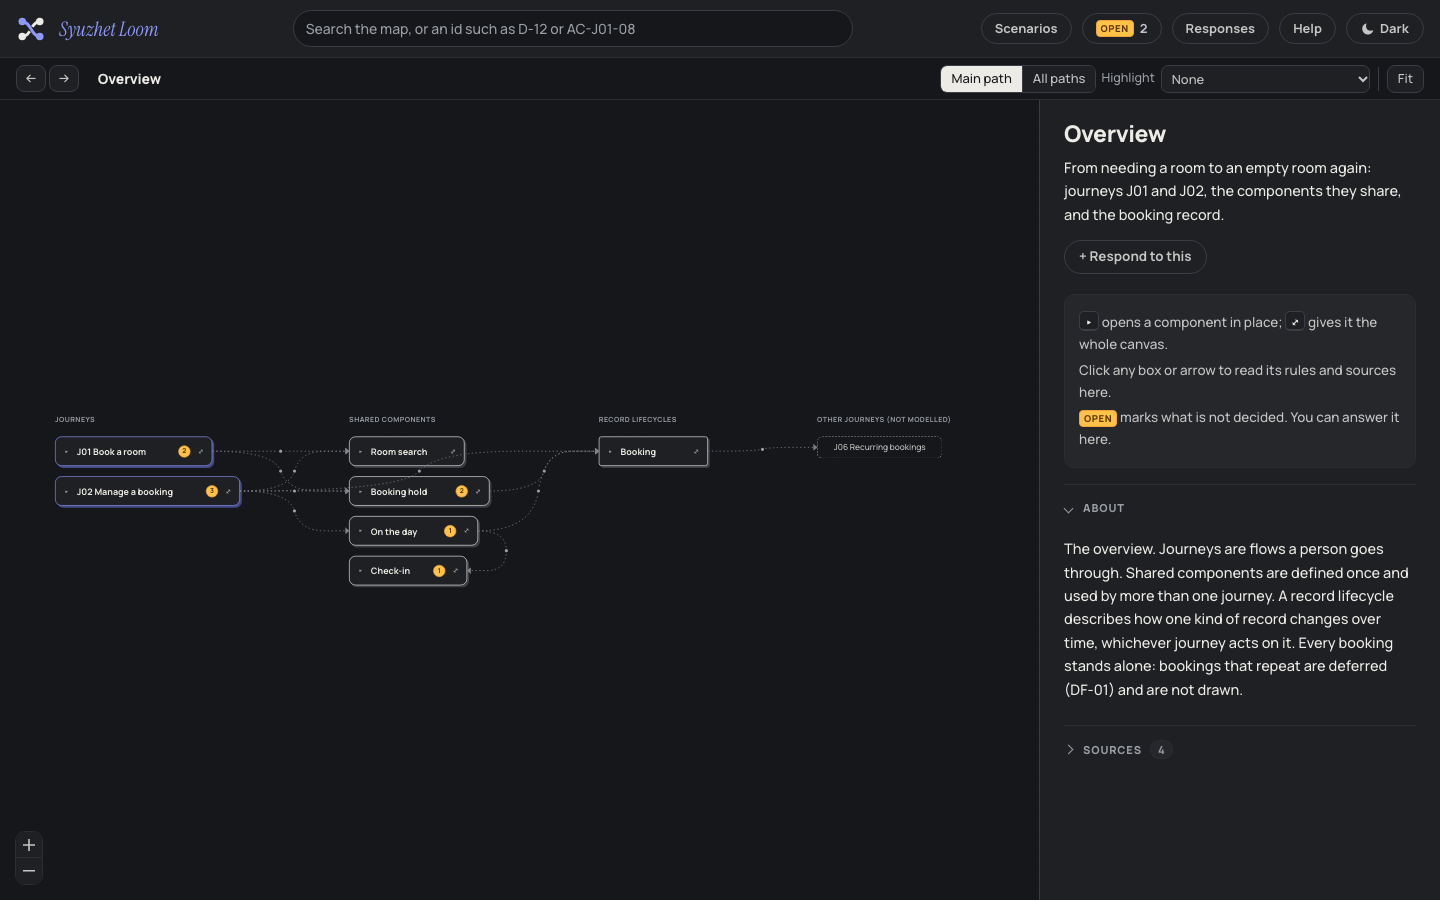 Syuzhet Loom
Search the map, or an id such as D-12 or AC-J01-08
Scenarios
OPEN 2
Responses
Help
Dark
Overview
Main path
All paths
Highlight
None
Fit
JOURNEYS
J01 Book a room 2
J02 Manage a booking 3
SHARED COMPONENTS
Room search
Booking hold 2
On the day 1
Check-in 1
RECORD LIFECYCLES
Booking
OTHER JOURNEYS (NOT MODELLED)
J06 Recurring bookings
Overview
From needing a room to an empty room again:
journeys J01 and J02, the components they share,
and the booking record.
+ Respond to this
opens a component in place; gives it the
whole canvas.
Click any box or arrow to read its rules and sources
here.
OPEN marks what is not decided. You can answer it
here.
ABOUT
The overview. Journeys are flows a person goes
through. Shared components are defined once and
used by more than one journey. A record lifecycle
describes how one kind of record changes over
time, whichever journey acts on it. Every booking
stands alone: bookings that repeat are deferred
(DF-01) and are not drawn.
SOURCES 4